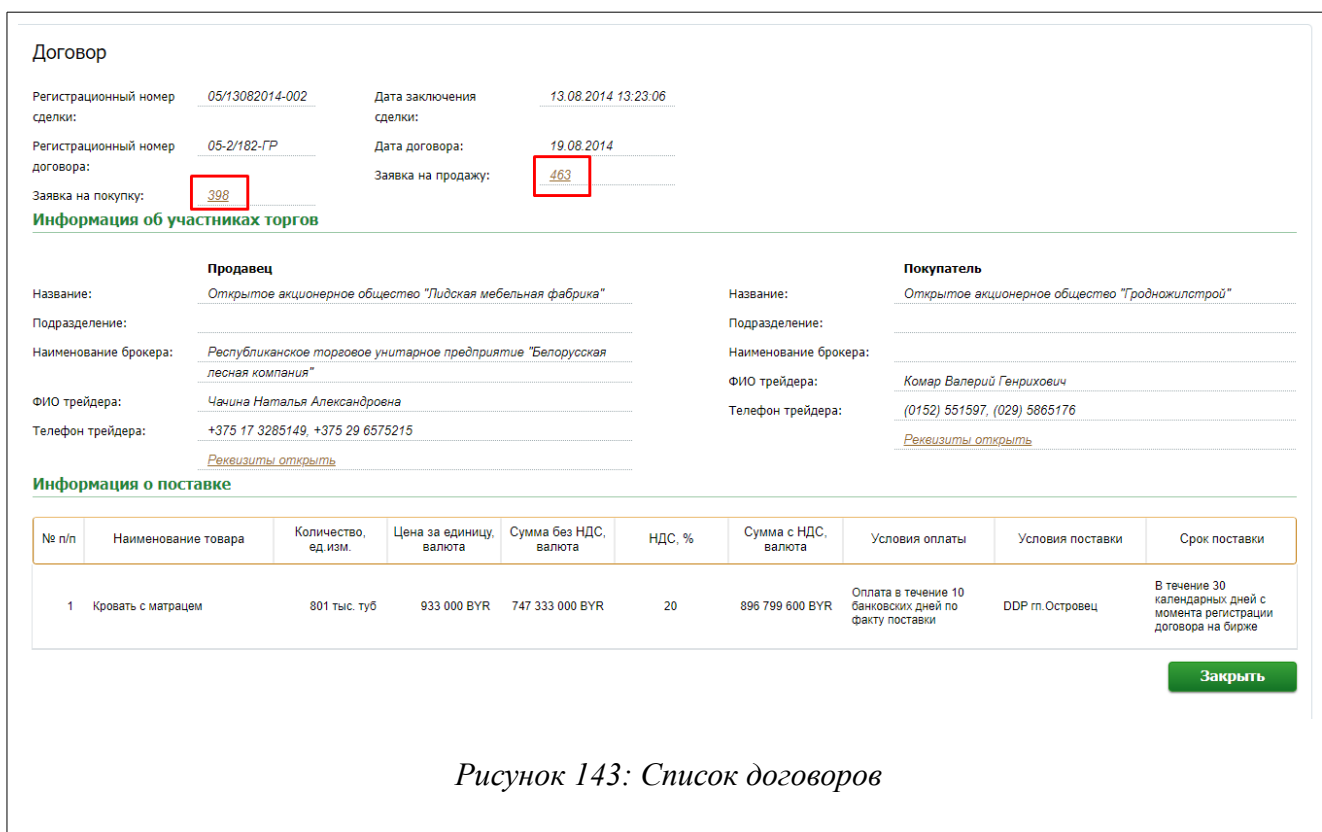 Договор
Регистрационный номер 05/13082014-002 Дата заключения 13.08.2014 13:23:06
сделки: сделки:
Регистрационный номер 05-2/182-ГР Дата договора: 19.08.2014
договора:
Заявка на продажу: 463
Заявка на покупку: 398
Информация об участниках торгов
Продавец Покупатель
Название: Открытое акционерное общество "Лидская мебельная фабрика" Название: Открытое акционерное общество "Гродножилстрой"
Подразделение: Подразделение:
Наименование брокера: Республиканское торговое унитарное предприятие "Белорусская Наименование брокера:
лесная компания"
ФИО трейдера: Комар Валерий Генрихович
ФИО трейдера: Чачина Наталья Александровна
Телефон трейдера: (0152) 551597, (029) 5865176
Телефон трейдера: +375 17 3285149, +375 29 6575215
Реквизиты открыть
Реквизиты открыть
Информация о поставке
№ п/п Наименование товара Количество, ед.изм. Цена за единицу, валюта Сумма без НДС, валюта НДС, % Сумма с НДС, валюта Условия оплаты Условия поставки Срок поставки
1 Кровать с матрацем 801 тыс. туб 933 000 BYR 747 333 000 BYR 20 896 799 600 BYR Оплата в течение 10 банковских дней по факту поставки DDP гп.Островец В течение 30 календарных дней с момента регистрации договора на бирже
Закрыть
Рисунок 143: Список договоров